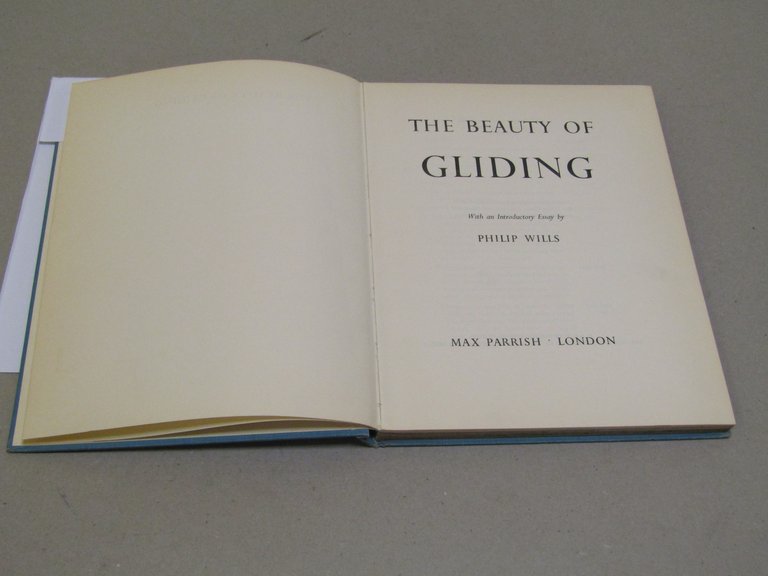 THE BEAUTY OF
GLIDING
With an Introductory Essay by
PHILIP WILLS
MAX PARRISH · LONDON